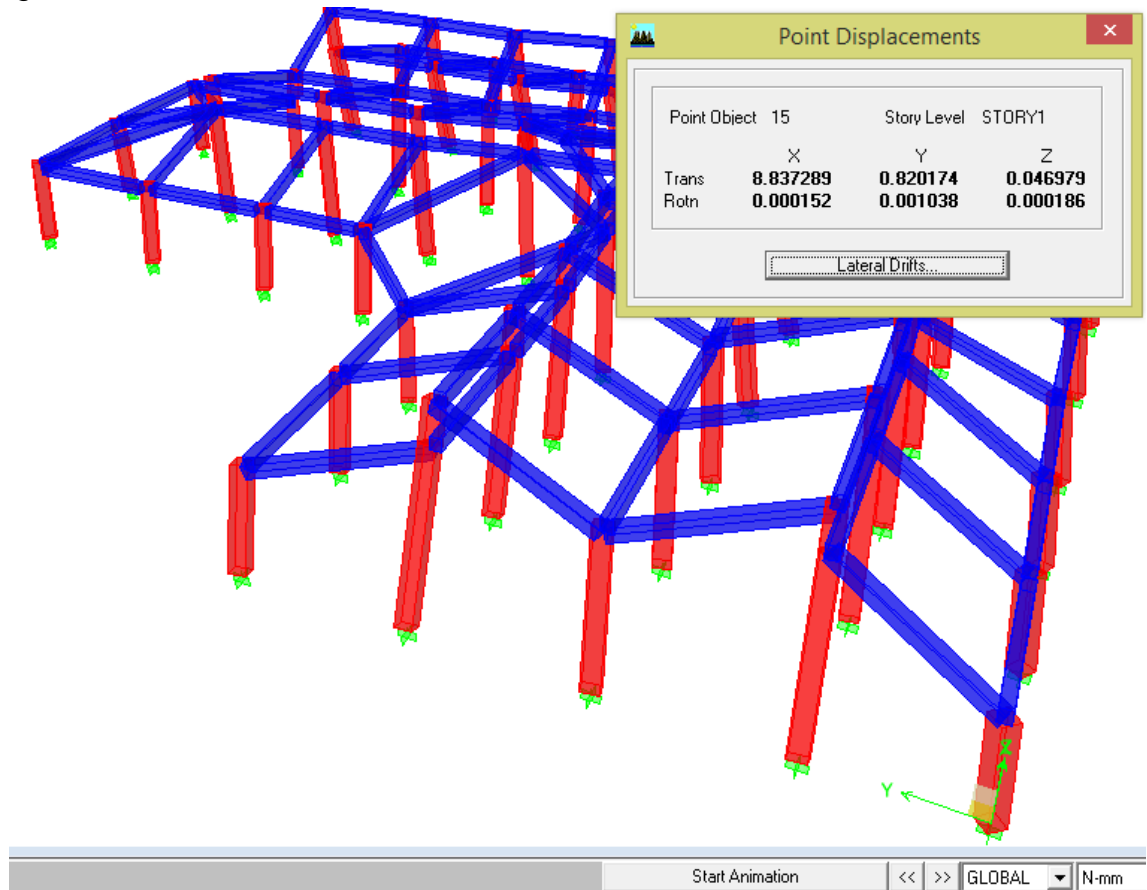 Point Displacements
Point Object 15 Story Level STORY1
X Y Z
Trans 8.837289 0.820174 0.046979
Rotn 0.000152 0.001038 0.000186
Lateral Drifts...
Z
Y
Start Animation << >> GLOBAL N-mm